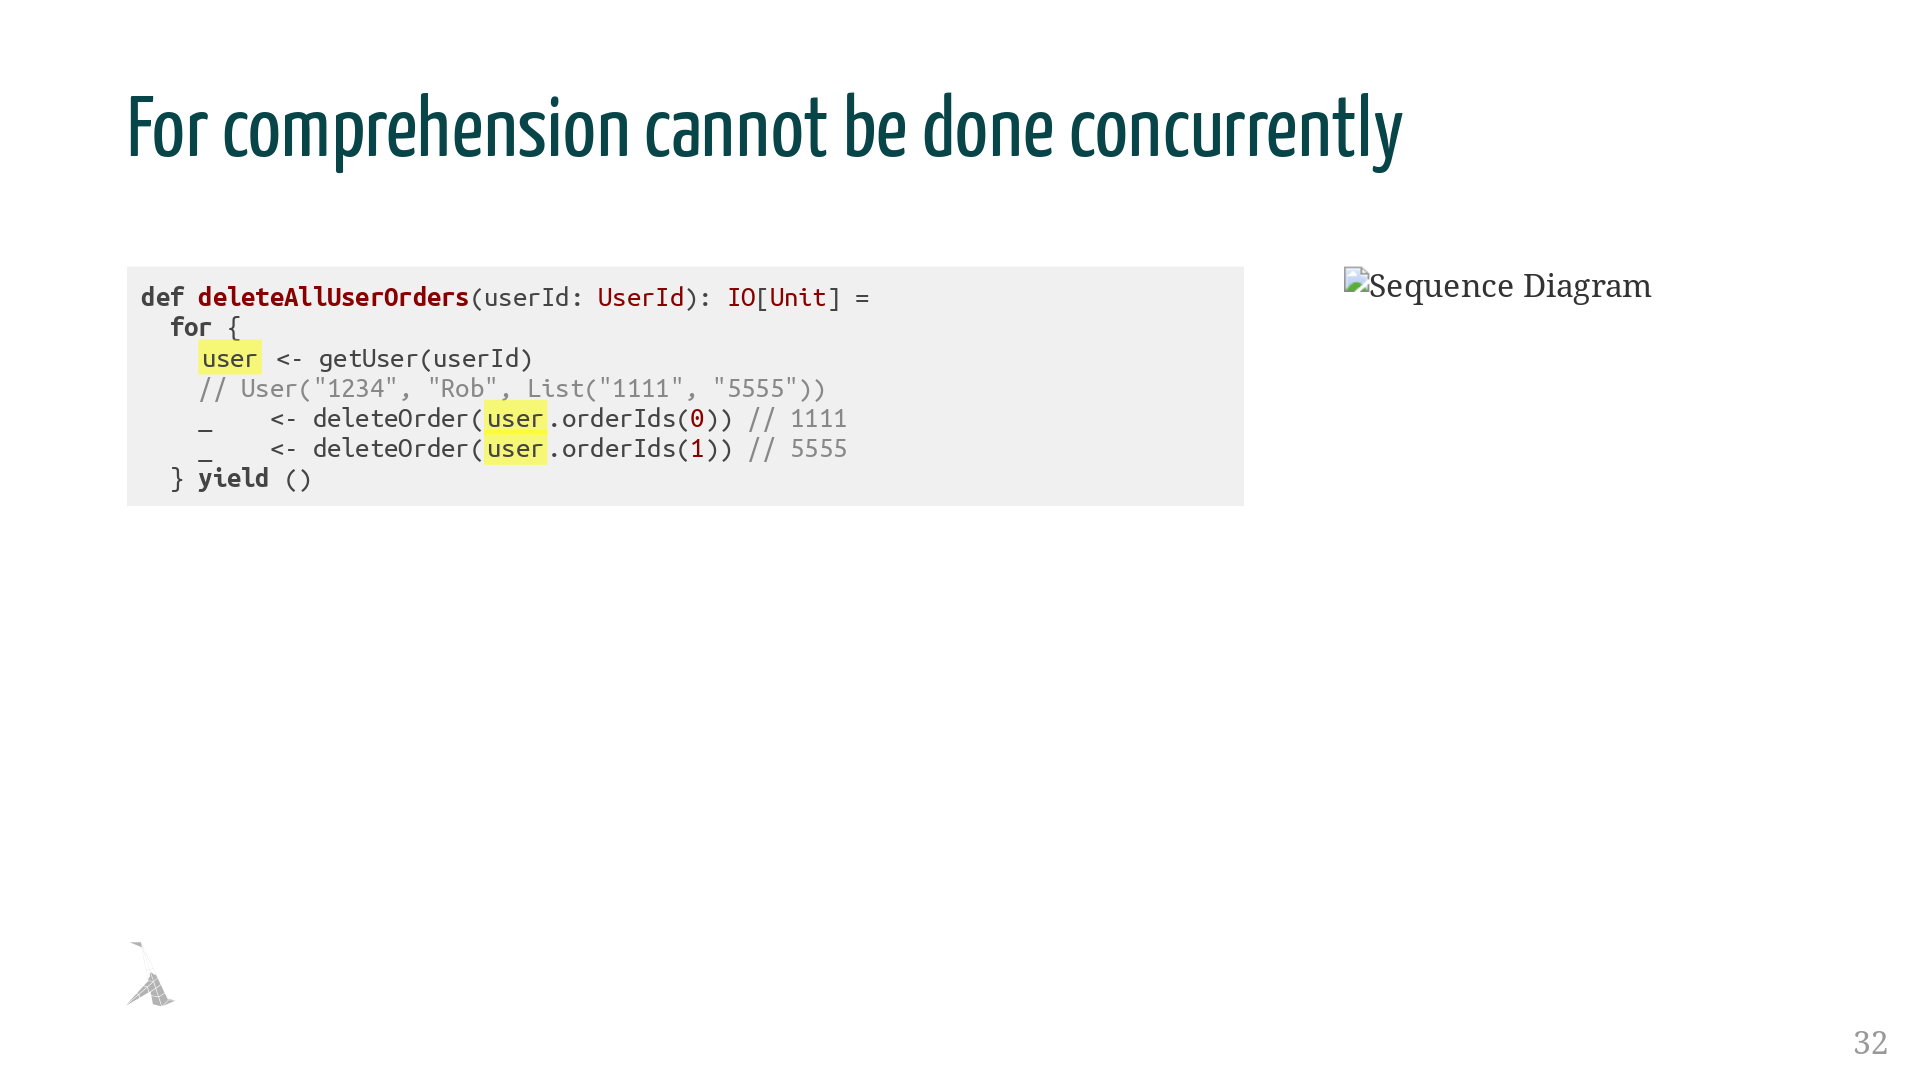 For comprehension cannot be done concurrently
def deleteAllUserOrders(userId: UserId): IO[Unit] =
  for {
    user <- getUser(userId)
    // User("1234", "Rob", List("1111", "5555"))
    _    <- deleteOrder(user.orderIds(0)) // 1111
    _    <- deleteOrder(user.orderIds(1)) // 5555
  } yield ()
Sequence Diagram
32